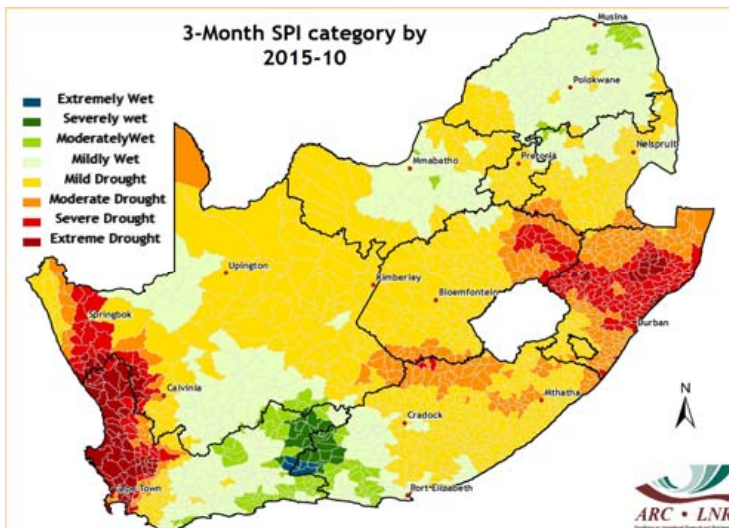 3-Month SPI category by
2015-10
Extremely Wet
Severely wet
ModeratelyWet
Mildly Wet
Mild Drought
Moderate Drought
Severe Drought
Extreme Drought
Musina
Polokwane
Mmabatho
Pretoria
Nelspruit
Upington
Kimberley
Bloemfontein
Springbok
Durban
Calvinia
Mthatha
Cradock
Cape Town
Port Elizabeth
N
ARC • LNR